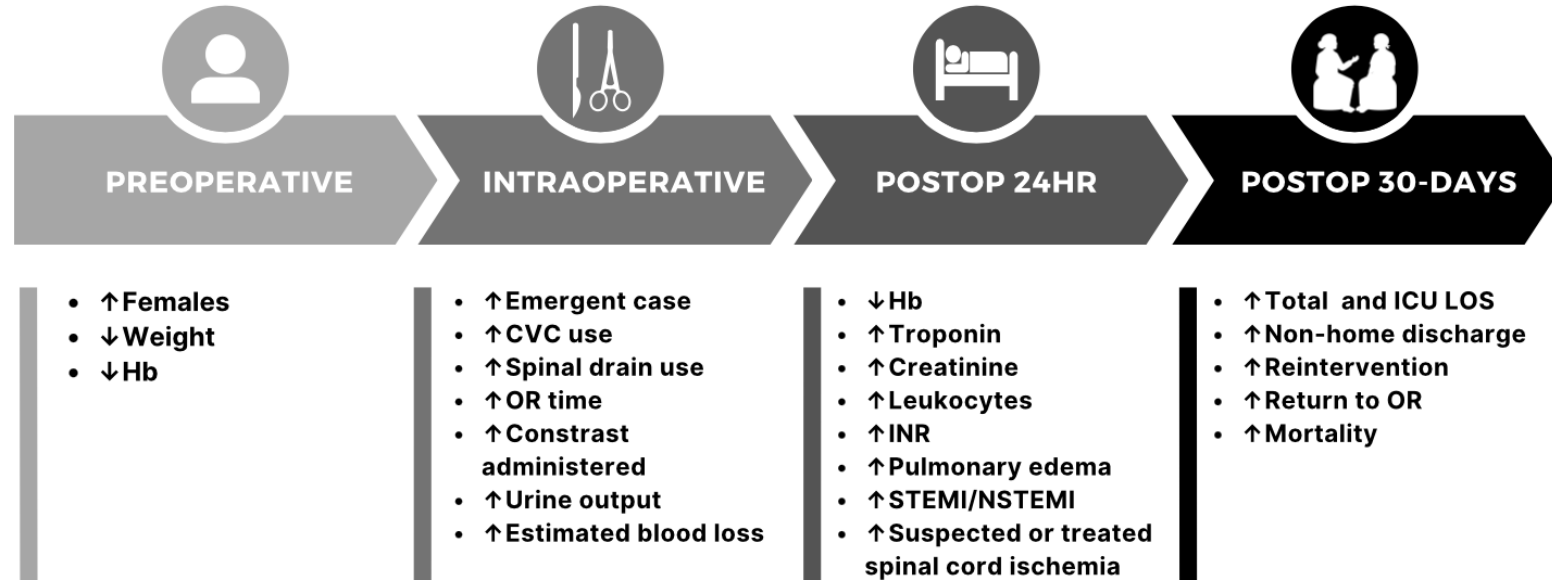 PREOPERATIVE
INTRAOPERATIVE
POSTOP 24HR
POSTOP 30-DAYS
• ↑Females
• ↓Weight
• ↓Hb
• ↑Emergent case
• ↑CVC use
• ↑Spinal drain use
• ↑OR time
• ↑Constrast
administered
• ↑Urine output
• ↑Estimated blood loss
• ↓Hb
• ↑Troponin
• ↑Creatinine
• ↑Leukocytes
• ↑INR
• ↑Pulmonary edema
• ↑STEMI/NSTEMI
• ↑Suspected or treated
spinal cord ischemia
• ↑Total and ICU LOS
• ↑Non-home discharge
• ↑Reintervention
• ↑Return to OR
• ↑Mortality